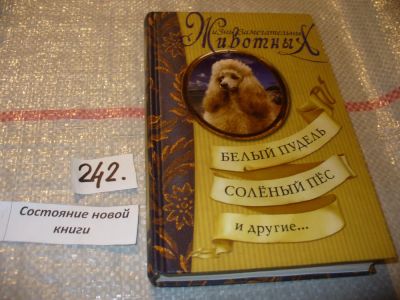 Жизнь Замечательных
Животных
БЕЛЫЙ ПУДЕЛЬ
СОЛЁНЫЙ ПЁС
и другие...
242.
Состояние новой
книги